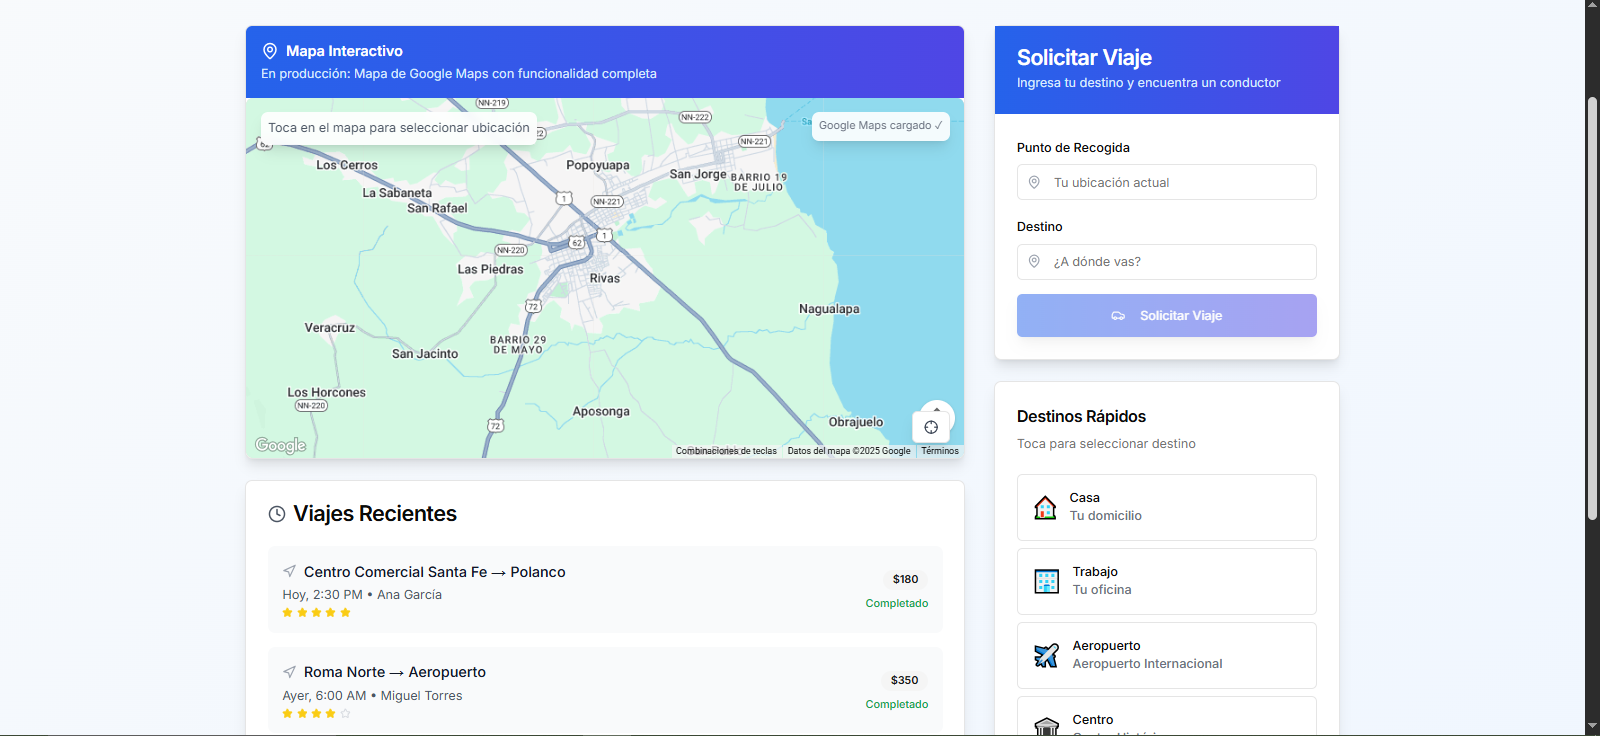 Mapa Interactivo
En producción: Mapa de Google Maps con funcionalidad completa
Toca en el mapa para seleccionar ubicación
Google Maps cargado ✓
NN-219
NN-222
NN-221
Los Cerros
Popoyuapa
San Jorge
BARRIO 19
DE JULIO
La Sabaneta
San Rafael
1
NN-221
1
62
NN-220
Las Piedras
Rivas
72
Nagualapa
Veracruz
BARRIO 29
DE MAYO
San Jacinto
Los Horcones
NN-220
Aposonga
Obrajuelo
72
Google
Combinaciones de teclas
Datos del mapa ©2025 Google
Términos
Viajes Recientes
Centro Comercial Santa Fe → Polanco
Hoy, 2:30 PM • Ana García
$180
Completado
Roma Norte → Aeropuerto
Ayer, 6:00 AM • Miguel Torres
$350
Completado
Solicitar Viaje
Ingresa tu destino y encuentra un conductor
Punto de Recogida
Tu ubicación actual
Destino
¿A dónde vas?
Solicitar Viaje
Destinos Rápidos
Toca para seleccionar destino
Casa
Tu domicilio
Trabajo
Tu oficina
Aeropuerto
Aeropuerto Internacional
Centro